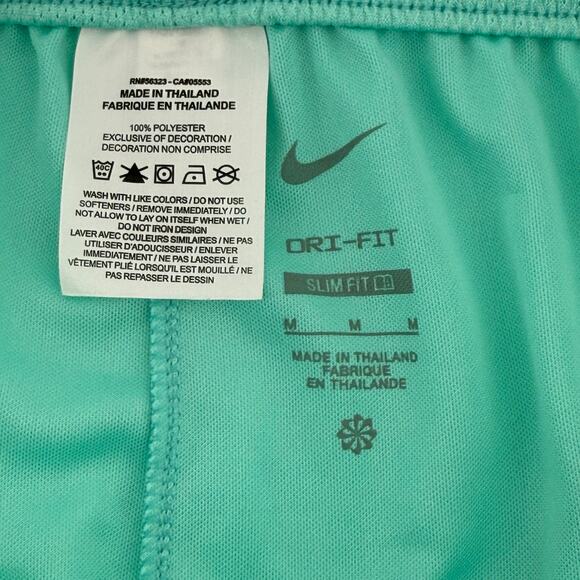 RN#56323 - CA#05553
MADE IN THAILAND
FABRIQUE EN THAILANDE
100% POLYESTER
EXCLUSIVE OF DECORATION /
DECORATION NON COMPRISE
40C
WASH WITH LIKE COLORS / DO NOT USE
SOFTENERS / REMOVE IMMEDIATELY / DO
NOT ALLOW TO LAY ON ITSELF WHEN WET /
DO NOT IRON DESIGN
LAVER AVEC COULEURS SIMILAIRES / NE PAS
UTILISER D'ADOUCISSEUR / ENLEVER
IMMEDIATEMENT / NE PAS LAISSER LE
VÊTEMENT PLIÉ LORSQU'IL EST MOUILLÉ / NE
PAS REPASSER LE DESSIN
DRI-FIT
SLIM FIT
M M M
MADE IN THAILAND
FABRIQUE
EN THAILANDE